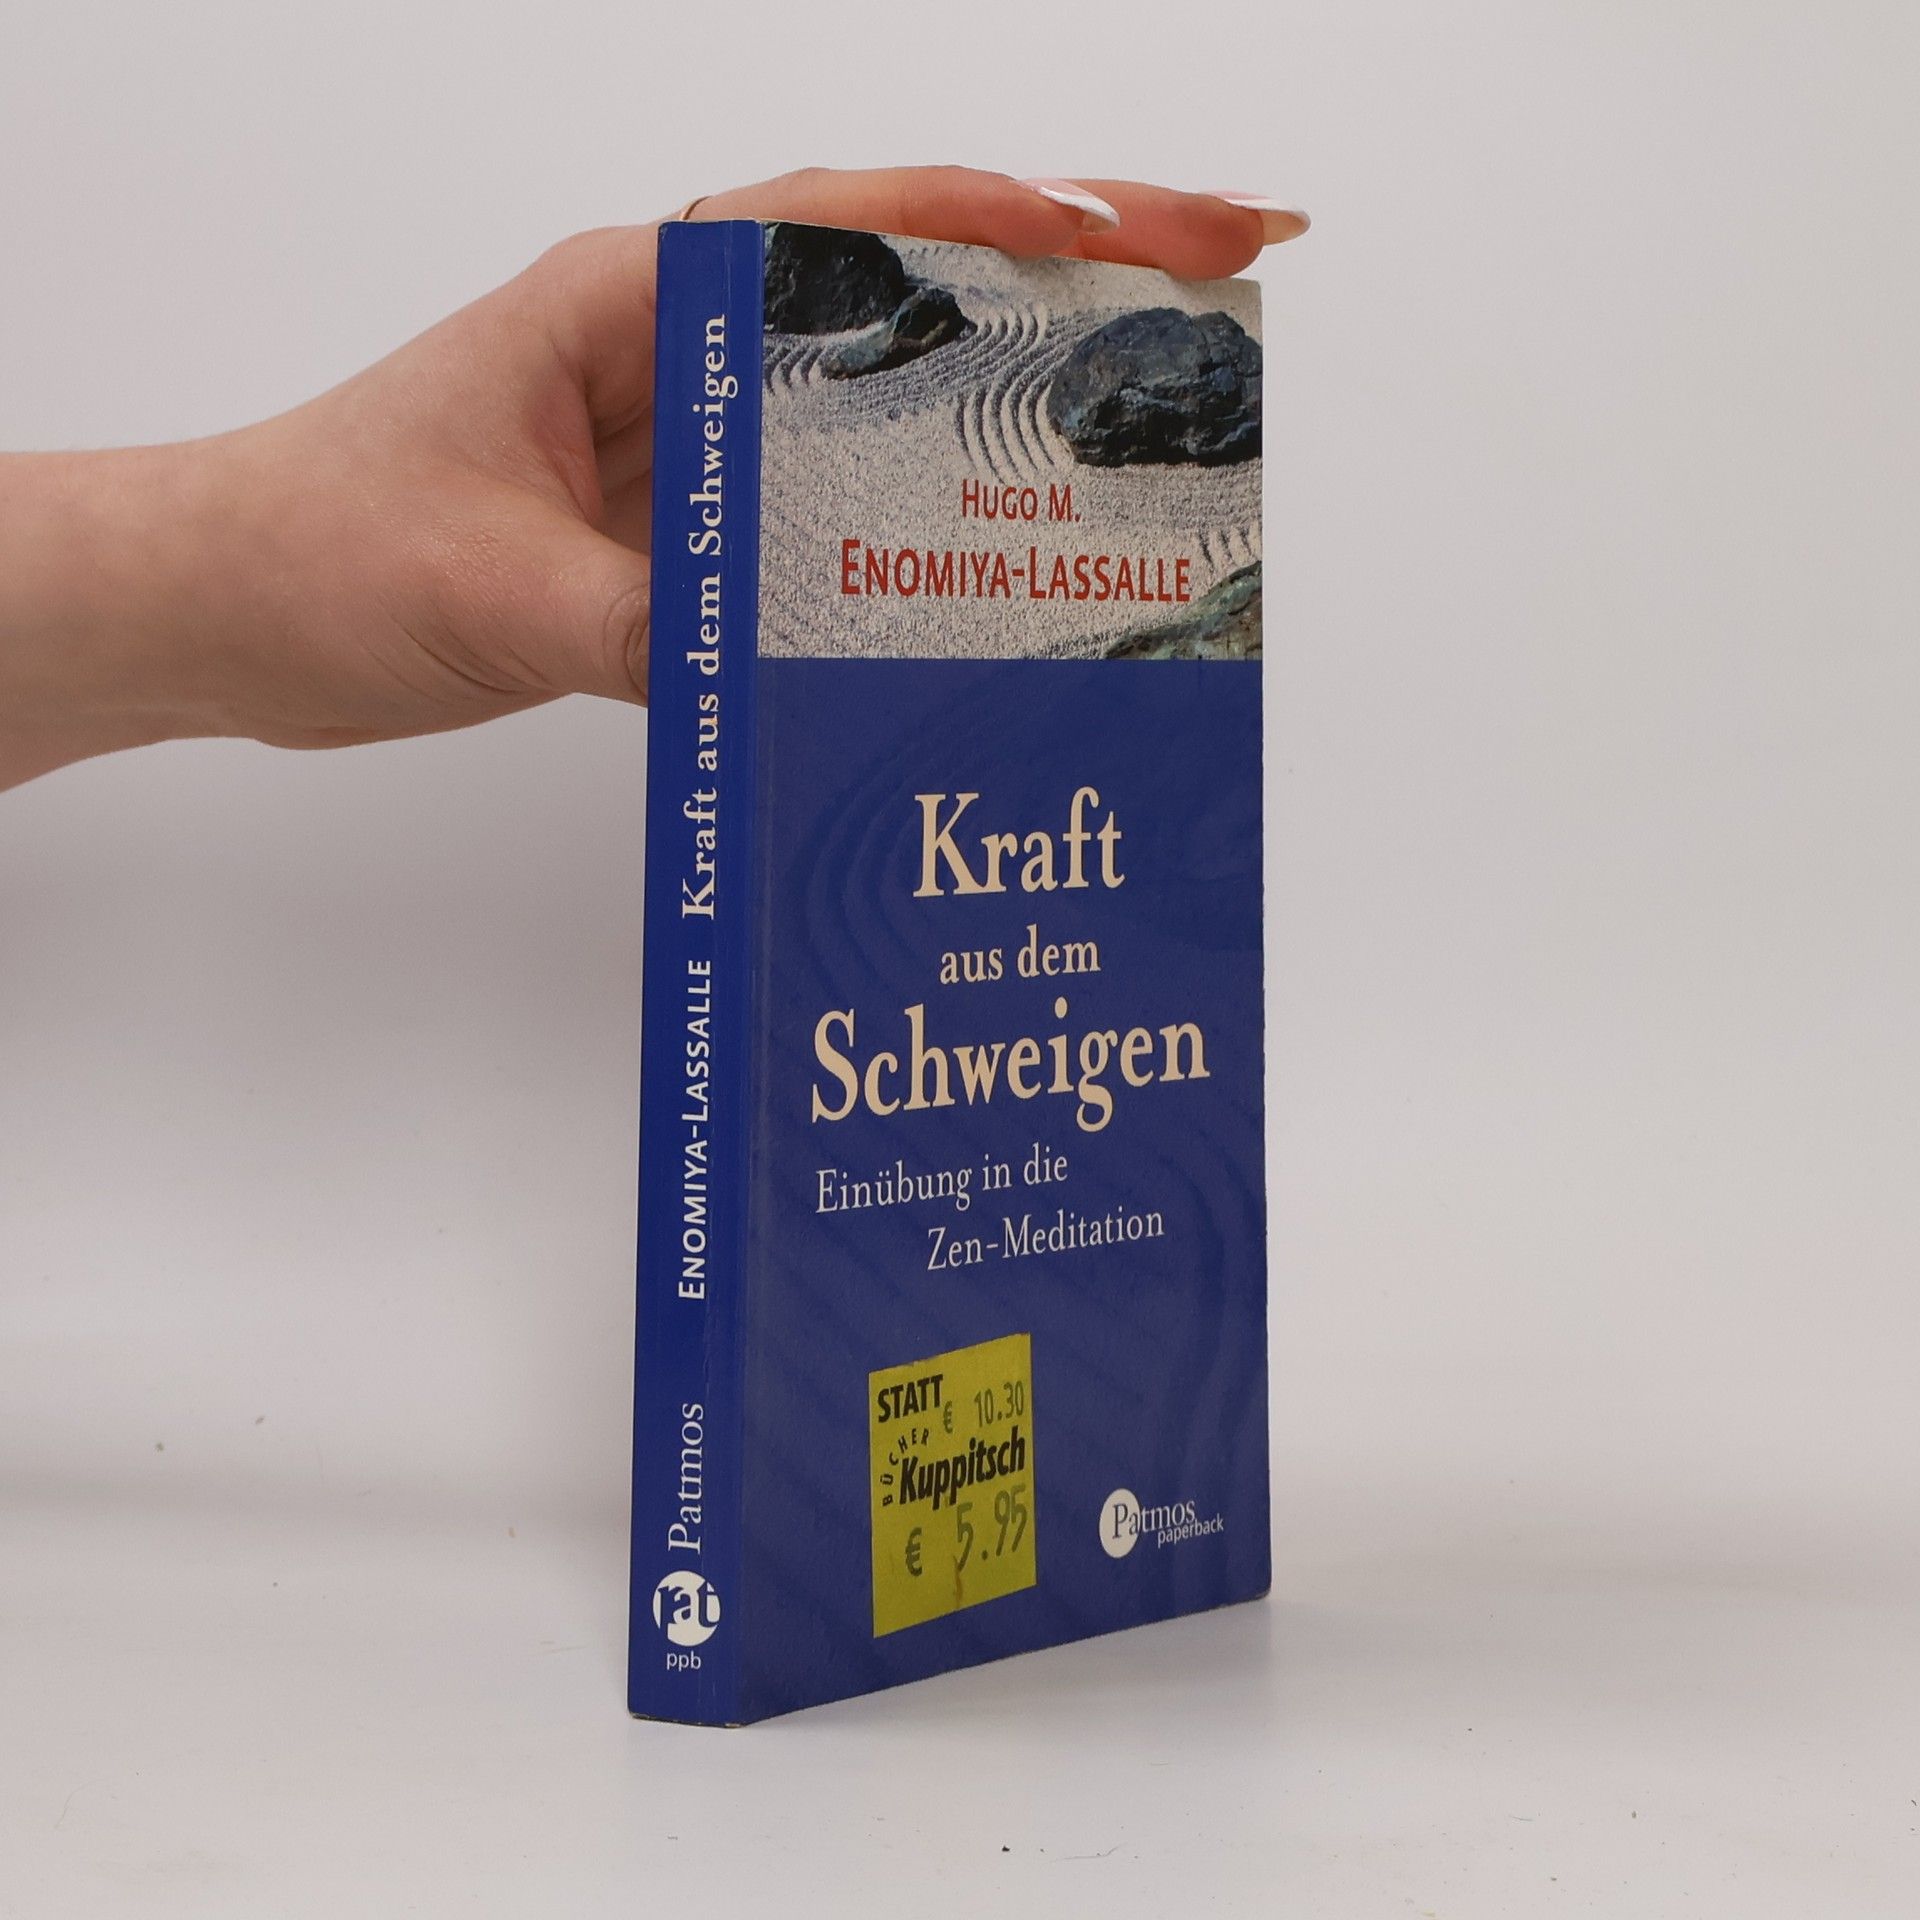 Enomiya-Lassalle Kraft aus dem Schweigen
Patmos
ppb
Hugo M.
Enomiya-Lassalle
Kraft
aus dem
Schweigen
Einübung in die
Zen-Meditation
STATT
€ 10.30
BÜCHER
Kuppitsch
€ 5.95
Patmos
paperback